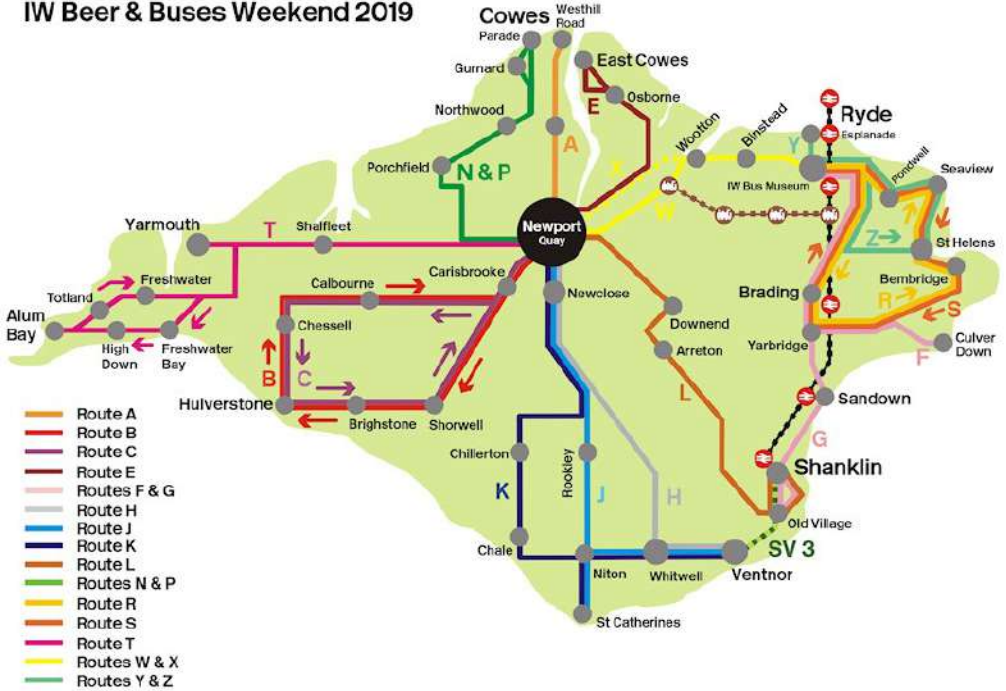 IW Beer & Buses Weekend 2019
Cowes
Westhill
Road
Parade
Gurnard
East Cowes
Osborne
E
Northwood
A
Porchfield
N & P
X
W
Wootton
Binstead
Y
Ryde
Esplanade
Pondwell
Seaview
IW Bus Museum
Newport
Quay
Yarmouth
T
Shalfleet
Z
St Helens
Bembridge
R
S
Carisbrooke
Calbourne
Newclose
Brading
Freshwater
Totland
Alum
Bay
High
Down
Freshwater
Bay
Chessell
B
C
Downend
Arreton
Yarbridge
Culver
Down
F
Hulverstone
Brighstone
Shorwell
L
Sandown
G
Chillerton
Rookley
K
J
H
Shanklin
Old Village
Chale
SV 3
Niton
Whitwell
Ventnor
St Catherines
Route A
Route B
Route C
Route E
Routes F & G
Route H
Route J
Route K
Route L
Routes N & P
Route R
Route S
Route T
Routes W & X
Routes Y & Z